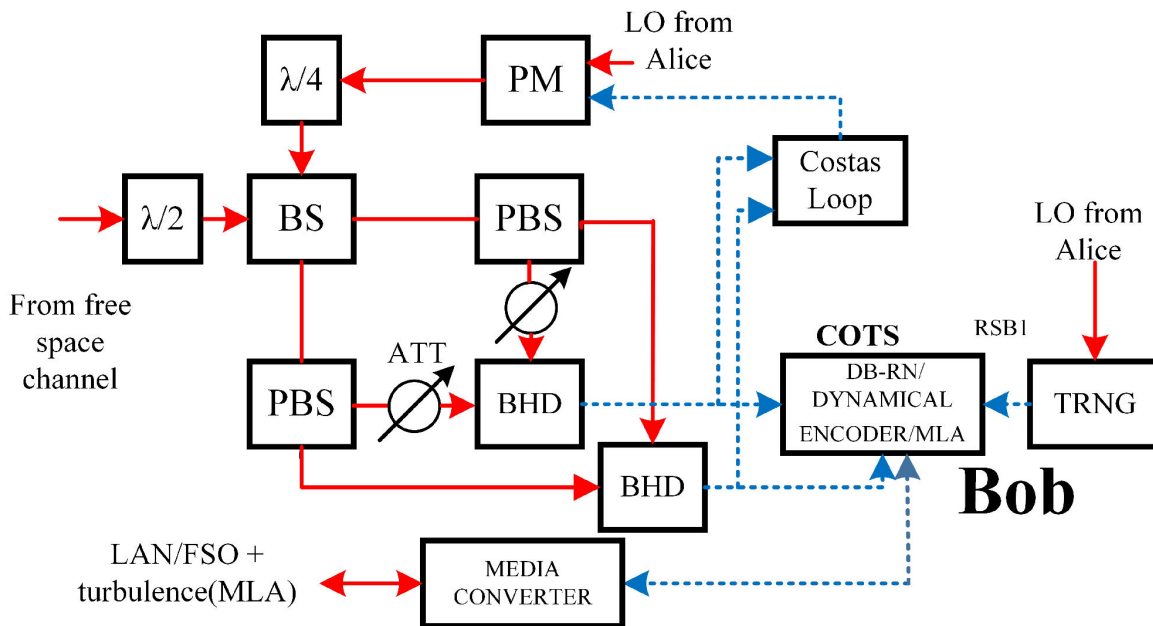 LO from
Alice
λ/4
PM
Costas
Loop
λ/2
BS
PBS
LO from
Alice
From free
space
channel
ATT
PBS
BHD
COTS
RSB1
DB-RN/
DYNAMICAL
ENCODER/MLA
TRNG
BHD
Bob
LAN/FSO +
turbulence(MLA)
MEDIA
CONVERTER